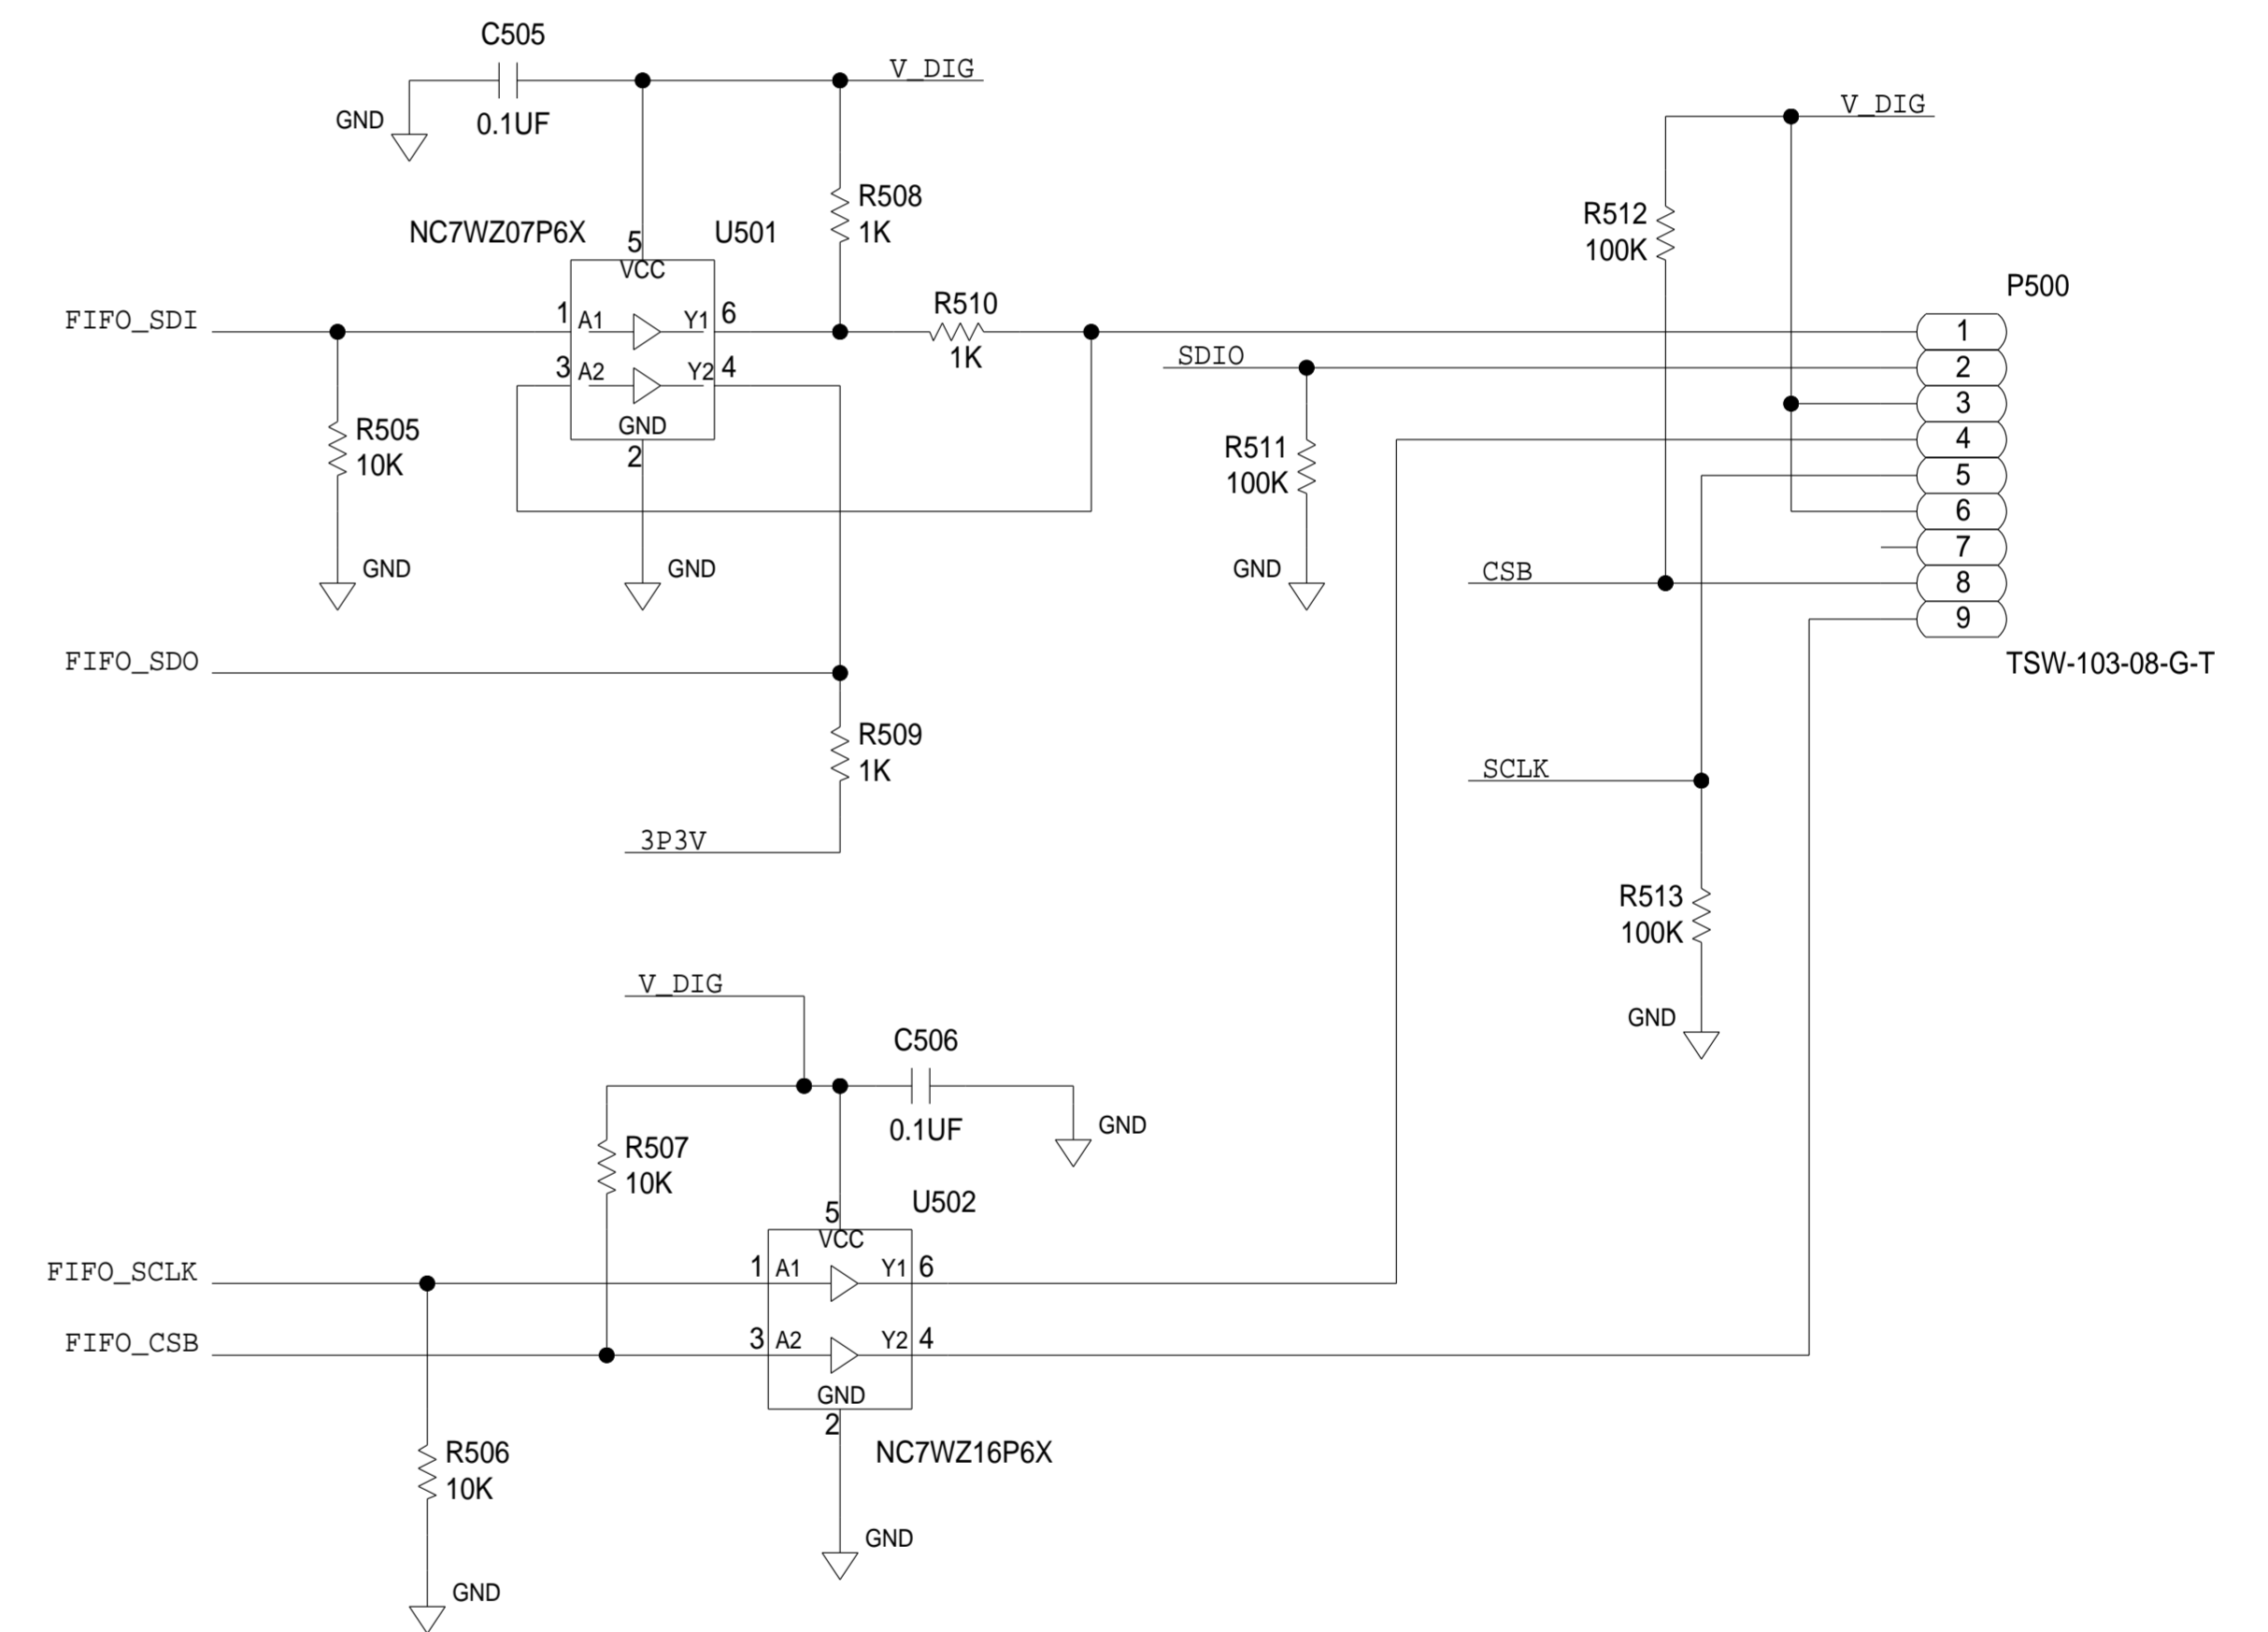 C505
V_DIG
GND
0.1UF
V_DIG
R508
1K
R512
100K
NC7WZ07P6X
U501
5
VCC
P500
FIFO_SDI
1
A1
Y1
6
R510
1K
1
SDIO
2
3
A2
Y2
4
3
GND
2
R505
10K
R511
100K
4
5
6
7
GND
GND
GND
CSB
8
9
FIFO_SDO
TSW-103-08-G-T
R509
1K
SCLK
3P3V
R513
100K
V_DIG
GND
C506
0.1UF
GND
R507
10K
U502
5
VCC
FIFO_SCLK
1
A1
Y1
6
FIFO_CSB
3
A2
Y2
4
GND
2
NC7WZ16P6X
R506
10K
GND
GND